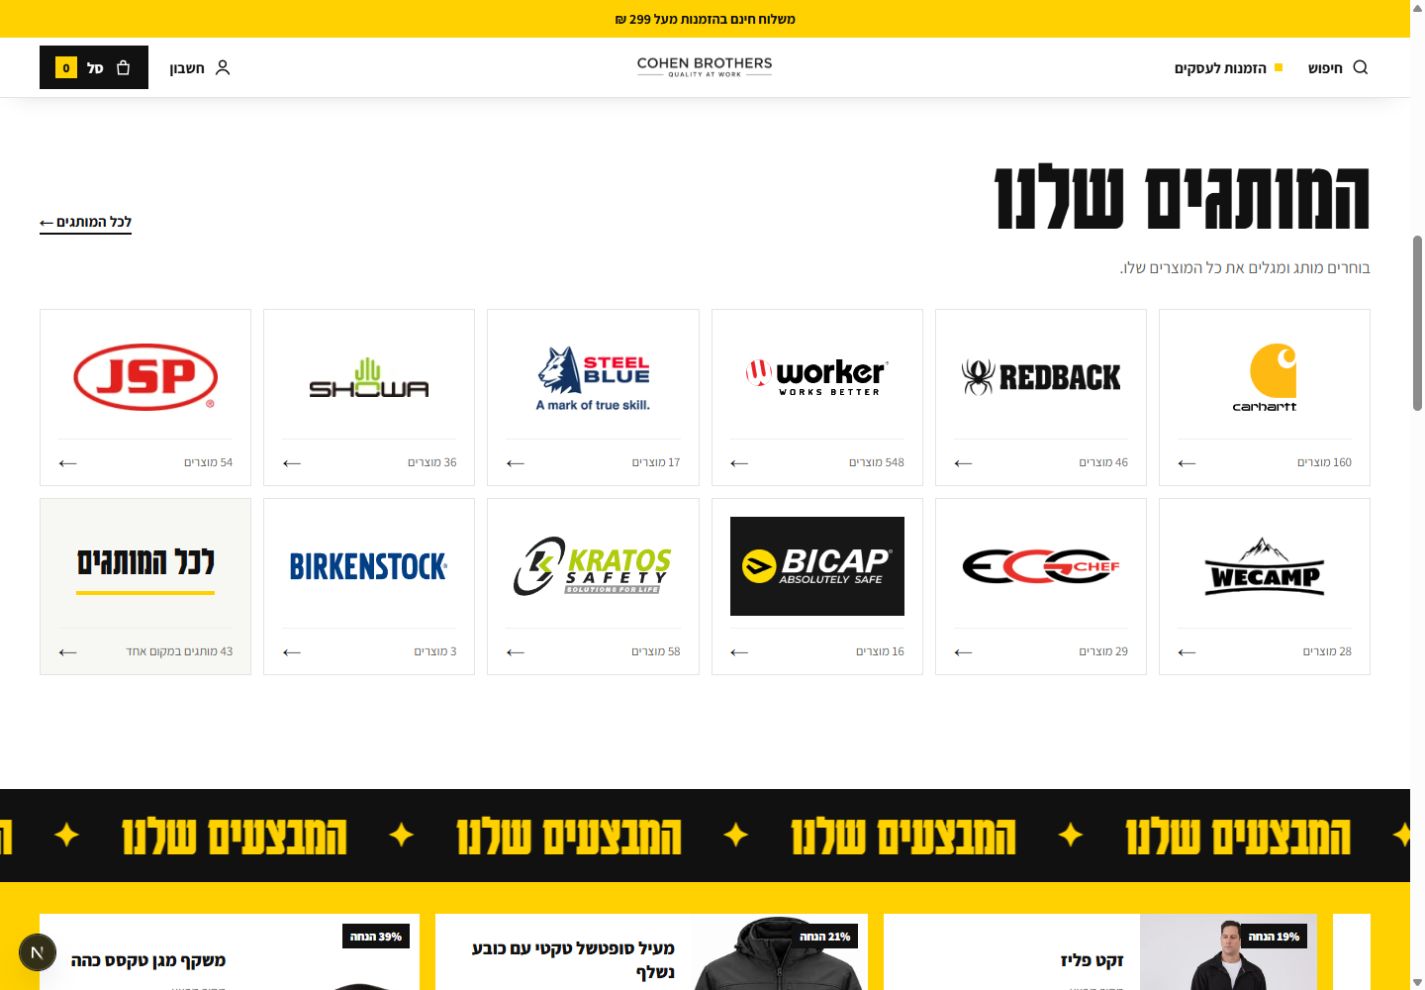 משלוח חינם בהזמנות מעל 299 ₪
חיפוש
הזמנות לעסקים
COHEN BROTHERS
QUALITY AT WORK
חשבון
סל
0
המותגים שלנו
לכל המותגים ←
בוחרים מותג ומגלים את כל המוצרים שלו.
carhartt
160 מוצרים ←
REDBACK
46 מוצרים ←
worker
WORKS BETTER
548 מוצרים ←
STEEL BLUE
A mark of true skill.
17 מוצרים ←
SHOWA
36 מוצרים ←
JSP®
54 מוצרים ←
WECAMP
28 מוצרים ←
ECG CHEF
29 מוצרים ←
BICAP®
ABSOLUTELY SAFE
16 מוצרים ←
KRATOS
SAFETY
SOLUTIONS FOR LIFE
58 מוצרים ←
BIRKENSTOCK
3 מוצרים ←
לכל המותגים
43 מותגים במקום אחד ←
המבצעים שלנו ✦ המבצעים שלנו ✦ המבצעים שלנו ✦ המבצעים שלנו ✦
19% הנחה
זקט פליז
21% הנחה
מעיל סופטשל טקטי עם כובע
נשלף
39% הנחה
משקף מגן טקסס כהה
N